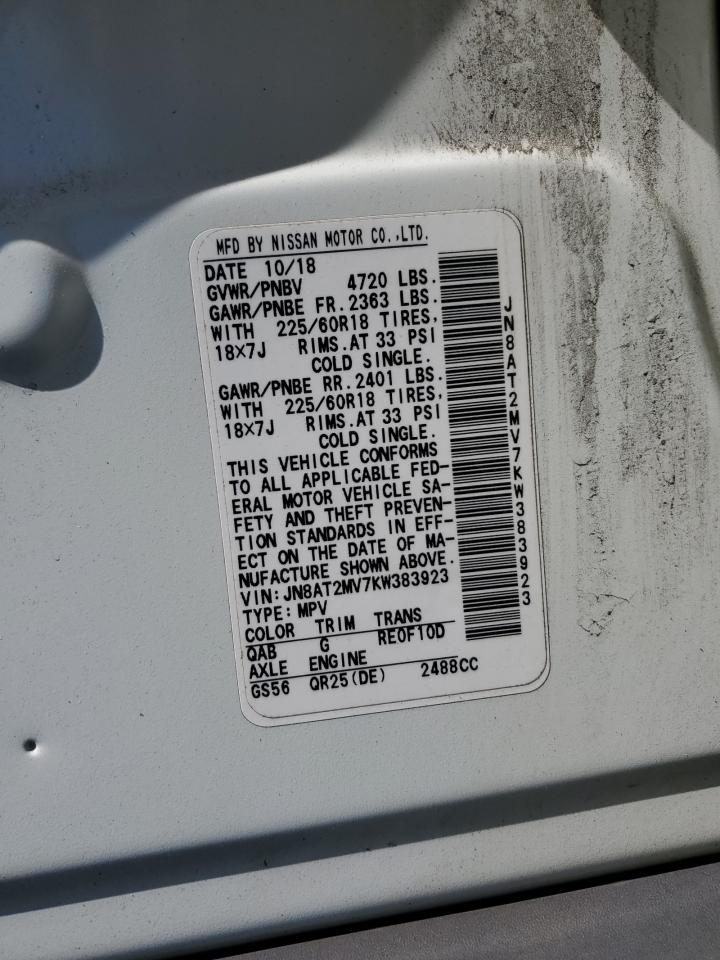 MFD BY NISSAN MOTOR CO.,LTD.
DATE 10/18
GVWR/PNBV 4720 LBS.
GAWR/PNBE FR.2363 LBS.
WITH 225/60R18 TIRES,
18×7J RIMS.AT 33 PSI
COLD SINGLE.
GAWR/PNBE RR.2401 LBS.
WITH 225/60R18 TIRES,
18×7J RIMS.AT 33 PSI
COLD SINGLE.
THIS VEHICLE CONFORMS
TO ALL APPLICABLE FED-
ERAL MOTOR VEHICLE SA-
FETY AND THEFT PREVEN-
TION STANDARDS IN EFF-
ECT ON THE DATE OF MA-
NUFACTURE SHOWN ABOVE.
VIN:JN8AT2MV7KW383923
TYPE:MPV
COLOR TRIM TRANS
QAB G RE0F10D
AXLE ENGINE
GS56 QR25(DE) 2488CC
JN8AT2MV7KW383923